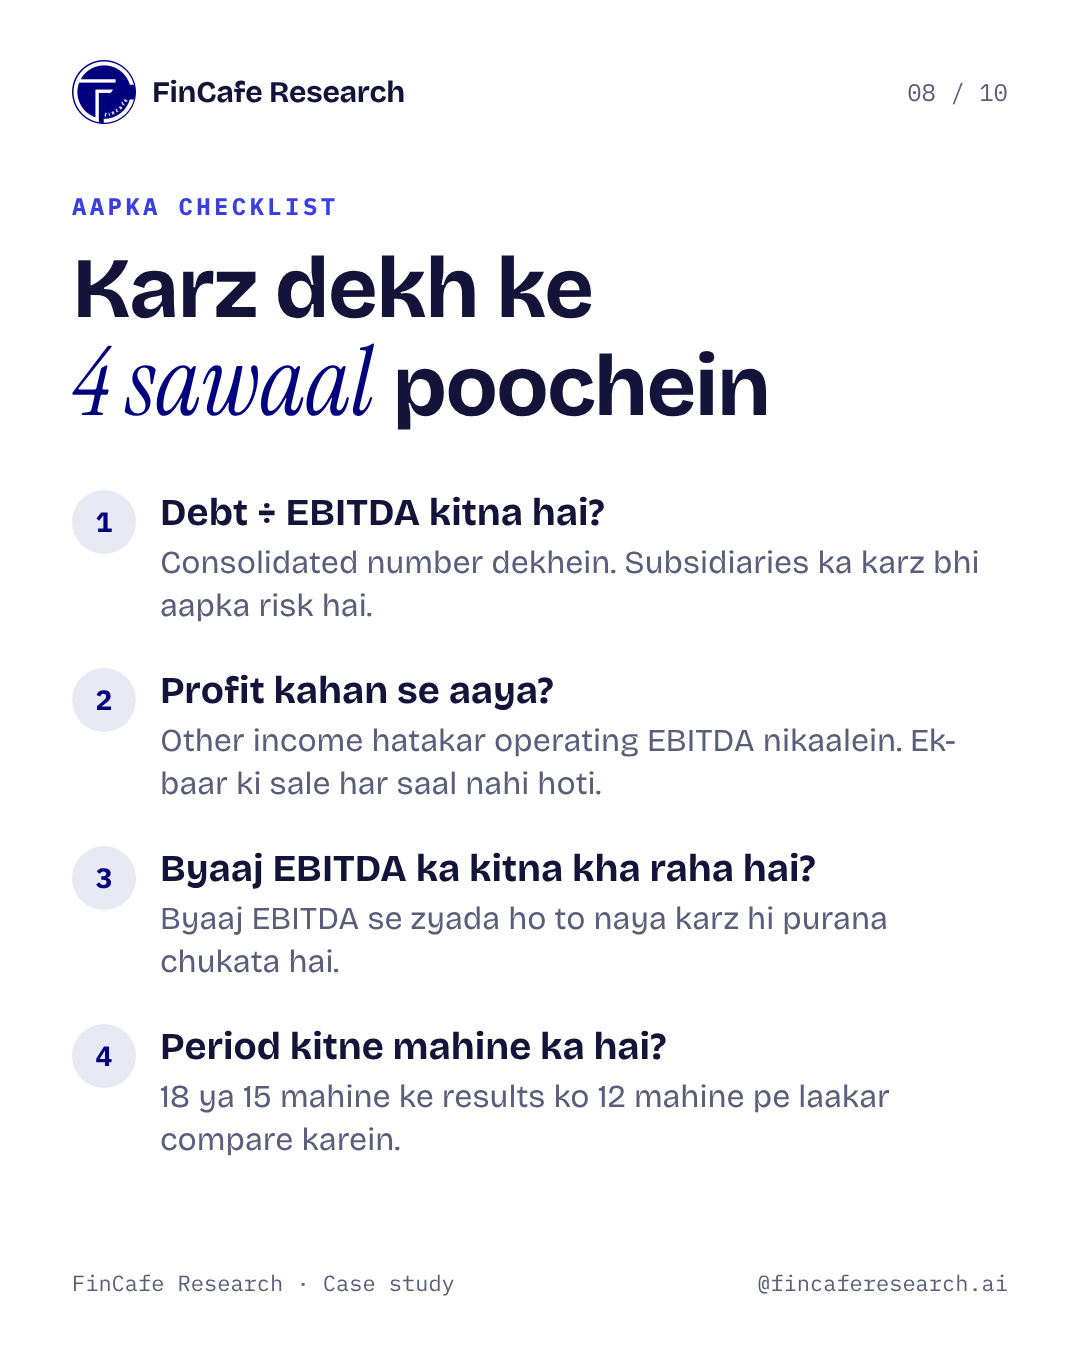 FinCafe Research
08 / 10
AAPKA CHECKLIST
Karz dekh ke
4 sawaal poochein
1
Debt ÷ EBITDA kitna hai?
Consolidated number dekhein. Subsidiaries ka karz bhi
aapka risk hai.
2
Profit kahan se aaya?
Other income hatakar operating EBITDA nikaalein. Ek-
baar ki sale har saal nahi hoti.
3
Byaaj EBITDA ka kitna kha raha hai?
Byaaj EBITDA se zyada ho to naya karz hi purana
chukata hai.
4
Period kitne mahine ka hai?
18 ya 15 mahine ke results ko 12 mahine pe laakar
compare karein.
FinCafe Research · Case study
@fincaferesearch.ai